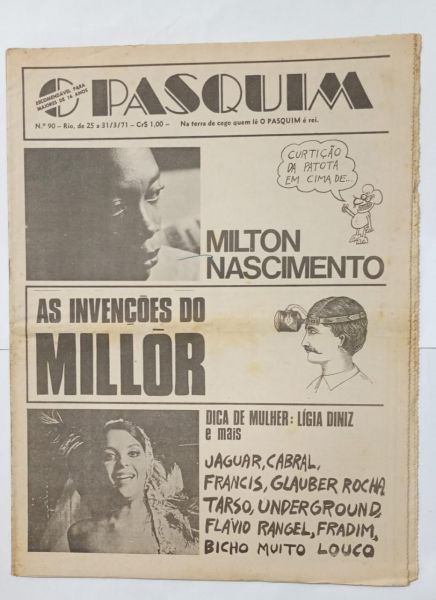 O PASQUIM
RECOMENDÁVEL PARA
MAIORES DE 16 ANOS
N.º 90 — Rio, de 25 a 31/3/71 — Cr$ 1,00 — Na terra de cego quem lê O PASQUIM é rei.
CURTIÇÃO
DA PATOTA
EM CIMA DE...
MILTON
NASCIMENTO
AS INVENÇÕES DO
MILLÔR
DICA DE MULHER: LÍGIA DINIZ
e mais
JAGUAR, CABRAL,
FRANCIS, GLAUBER ROCHA
TARSO, UNDERGROUND,
FLÁVIO RANGEL, FRADIM,
BICHO MUITO LOUCO